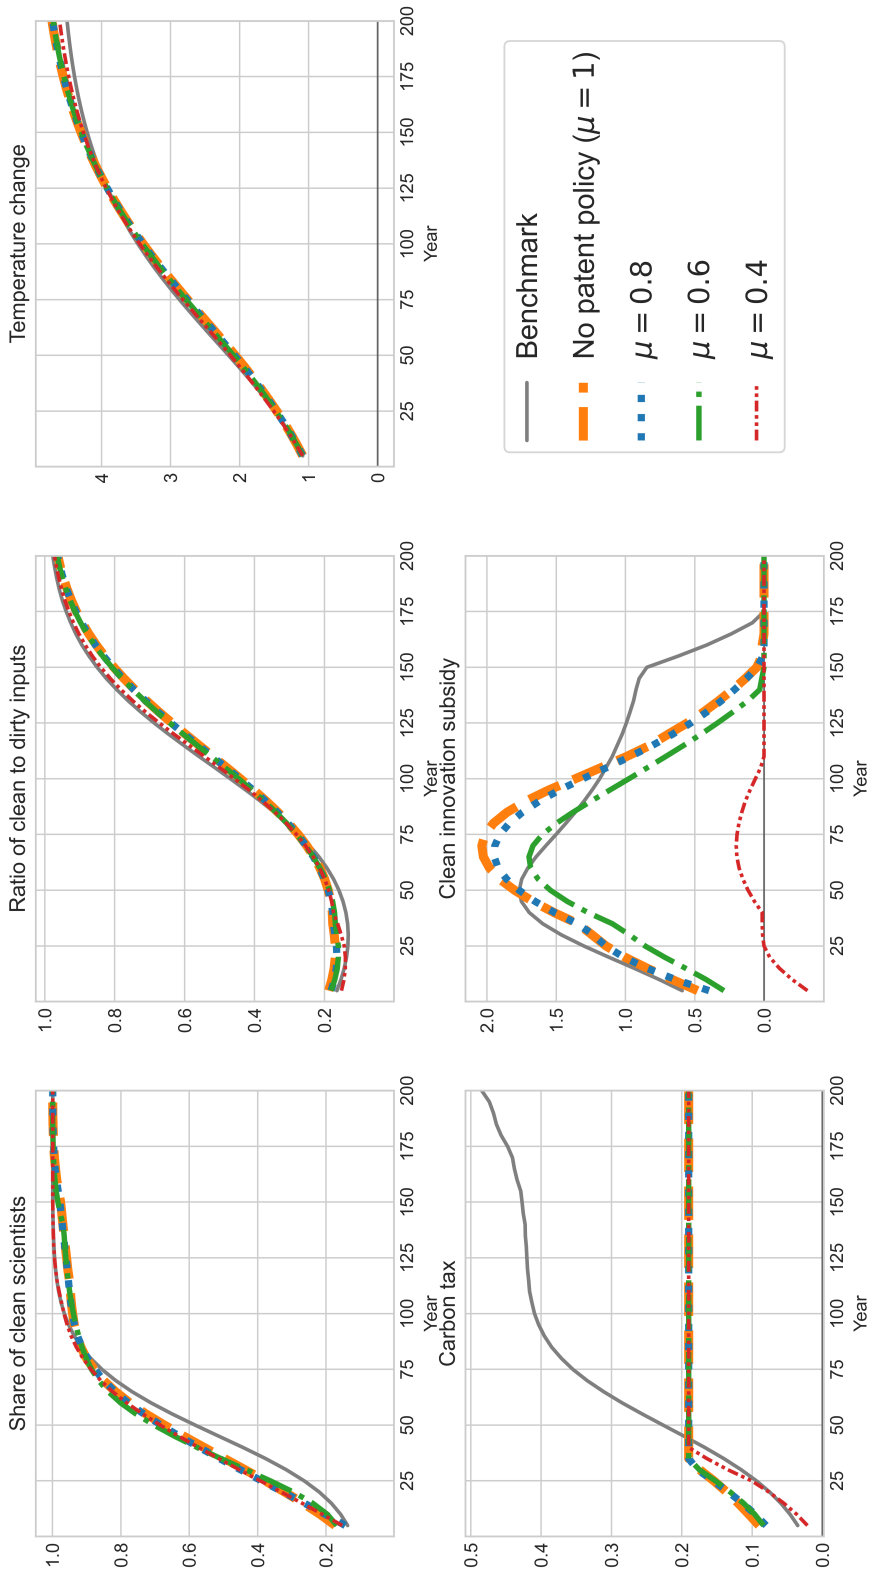 Share of clean scientists
1.0
0.8
0.6
0.4
0.2
25 50 75 100 125 150 175 200
Year
Ratio of clean to dirty inputs
1.0
0.8
0.6
0.4
0.2
25 50 75 100 125 150 175 200
Year
Temperature change
4
3
2
1
0
25 50 75 100 125 150 175 200
Year
Carbon tax
0.5
0.4
0.3
0.2
0.1
0.0
25 50 75 100 125 150 175 200
Year
Clean innovation subsidy
2.0
1.5
1.0
0.5
0.0
25 50 75 100 125 150 175 200
Year
Benchmark
No patent policy (μ = 1)
μ = 0.8
μ = 0.6
μ = 0.4